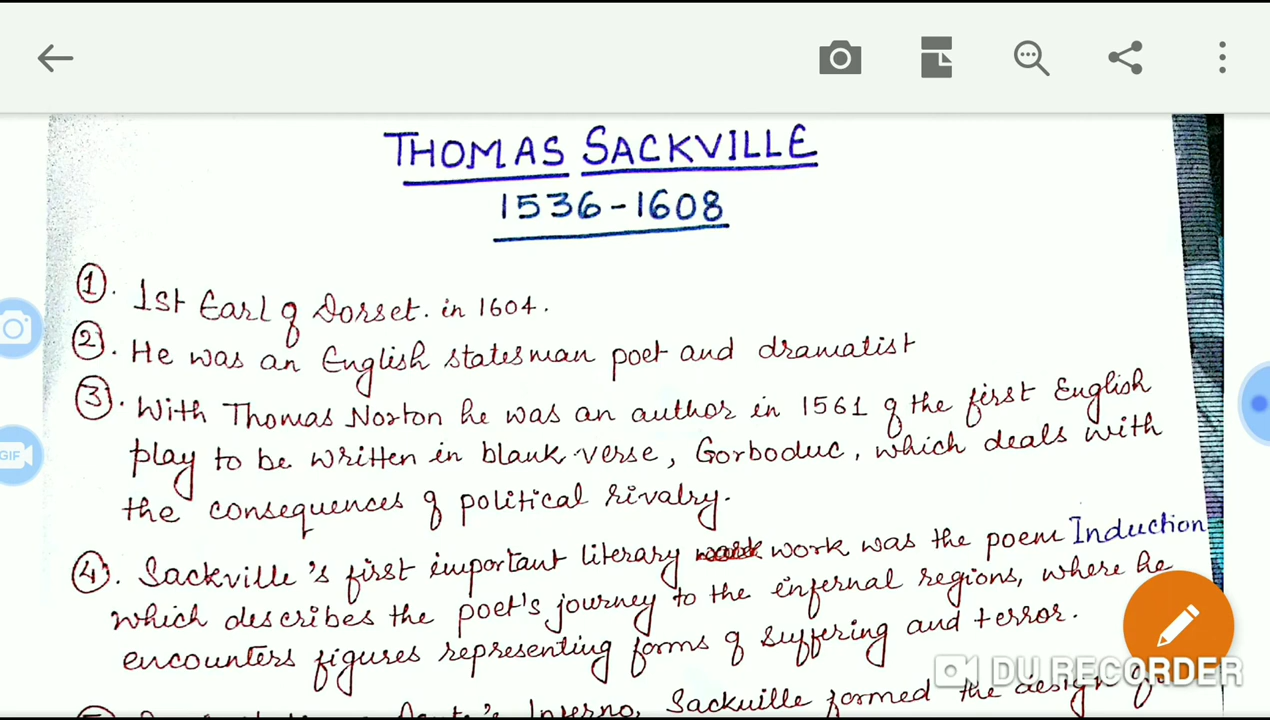 THOMAS SACKVILLE
1536-1608
1. 1st Earl of Dorset. in 1604.
2. He was an English statesman poet and dramatist
3. With Thomas Norton he was an author in 1561 of the first English
play to be written in blank-verse, Gorboduc, which deals with
the consequences of political rivalry.
4. Sackville's first important literary work was the poem Induction
which describes the poet's journey to the infernal regions, where he
encounters figures representing forms of suffering and terror.
Dante's Inferno, Sackville formed the design
GIF
DU RECORDER